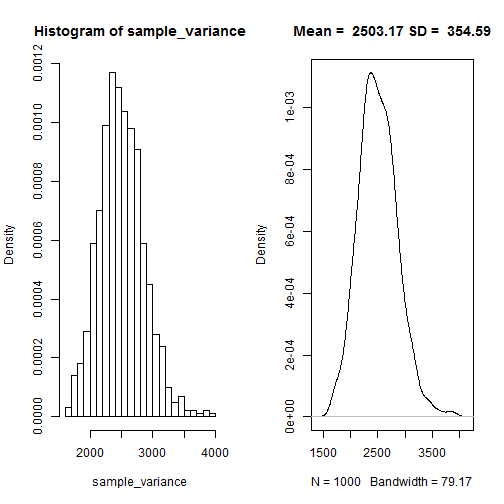 Histogram of sample_variance
Density
0.0000
0.0002
0.0004
0.0006
0.0008
0.0010
0.0012
2000
3000
4000
sample_variance
Mean = 2503.17 SD = 354.59
Density
0e+00
2e-04
4e-04
6e-04
8e-04
1e-03
1500
2500
3500
N = 1000 Bandwidth = 79.17